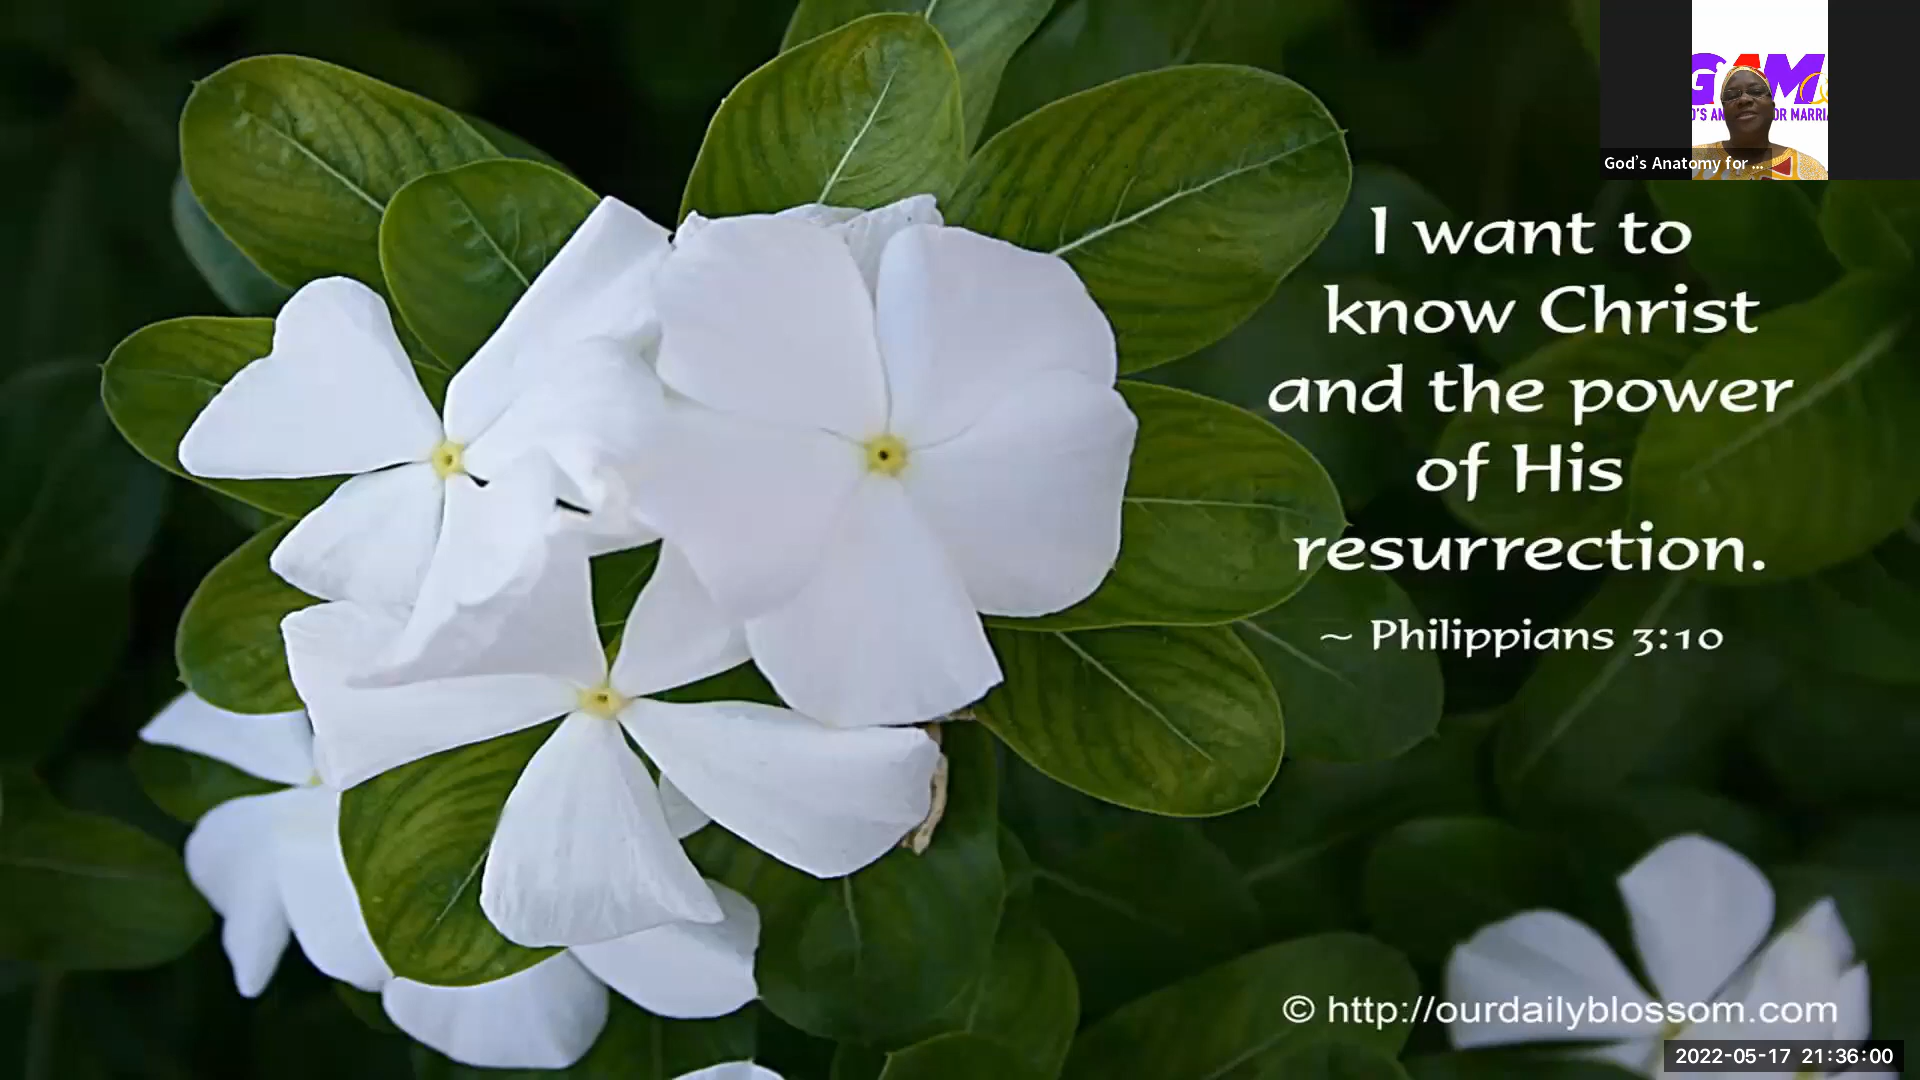 GAM
God's Anatomy for ...
I want to
know Christ
and the power
of His
resurrection.
~ Philippians 3:10
© http://ourdailyblossom.com
2022-05-17 21:36:00